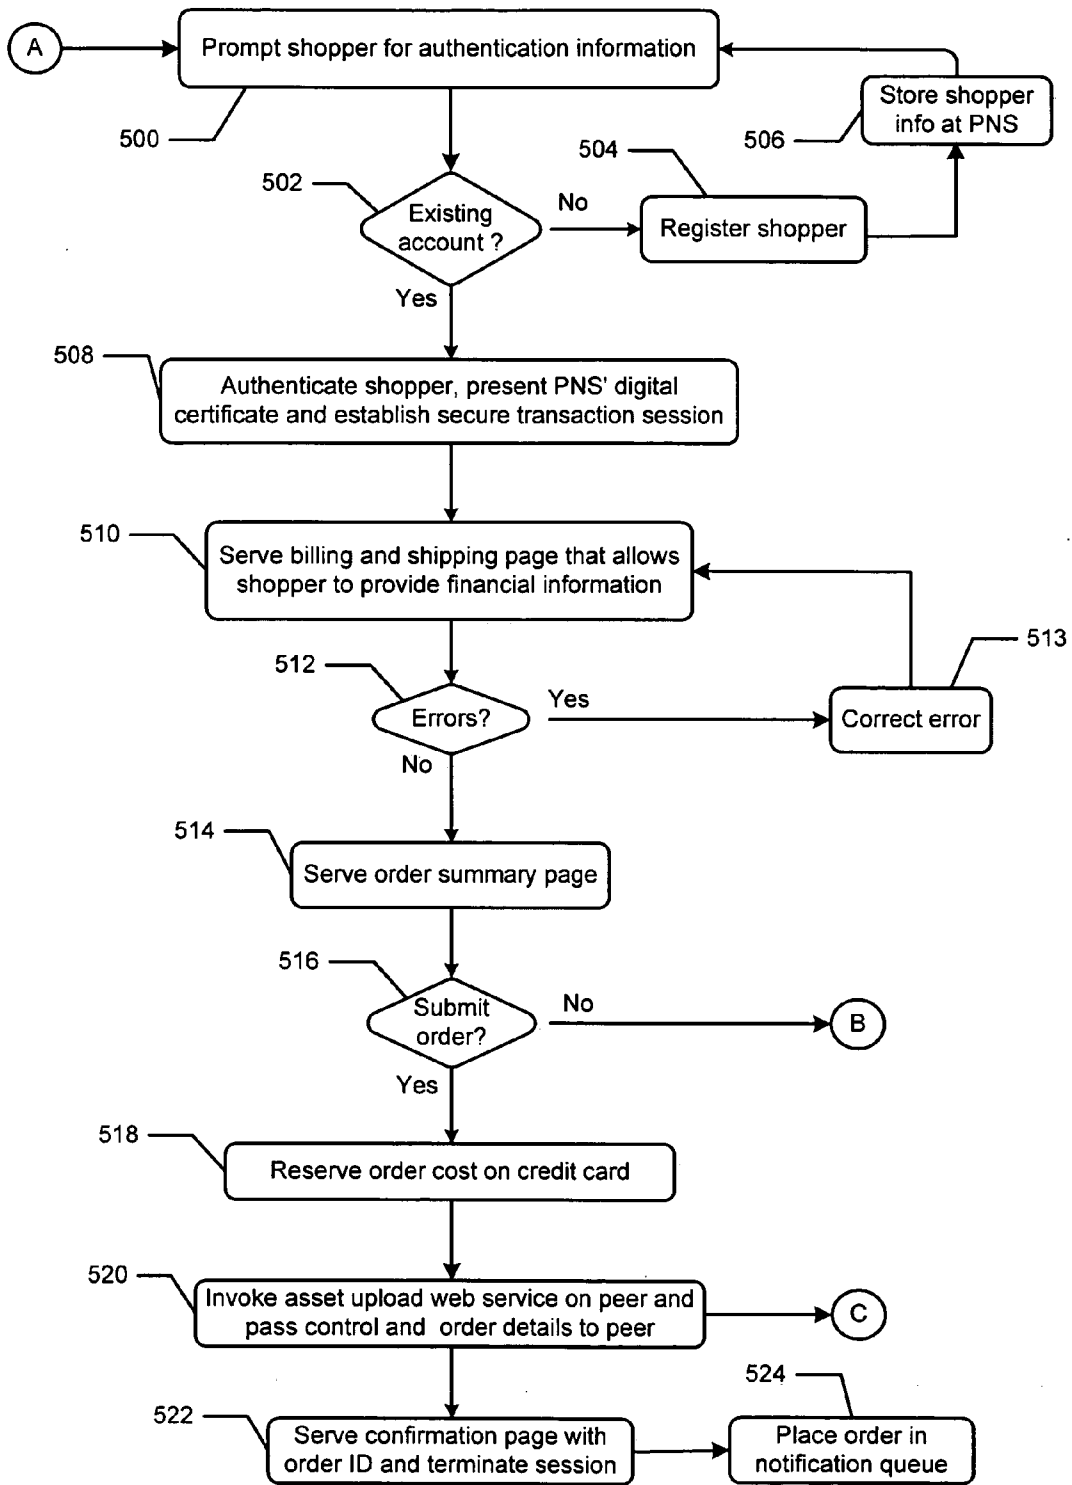 A
Prompt shopper for authentication information
Store shopper
info at PNS
500
506
504
502
Existing
account ?
No
Register shopper
Yes
508
Authenticate shopper, present PNS' digital
certificate and establish secure transaction session
510
Serve billing and shipping page that allows
shopper to provide financial information
513
512
Errors?
Yes
Correct error
No
514
Serve order summary page
516
Submit
order?
No
B
Yes
518
Reserve order cost on credit card
520
Invoke asset upload web service on peer and
pass control and order details to peer
C
524
522
Serve confirmation page with
order ID and terminate session
Place order in
notification queue